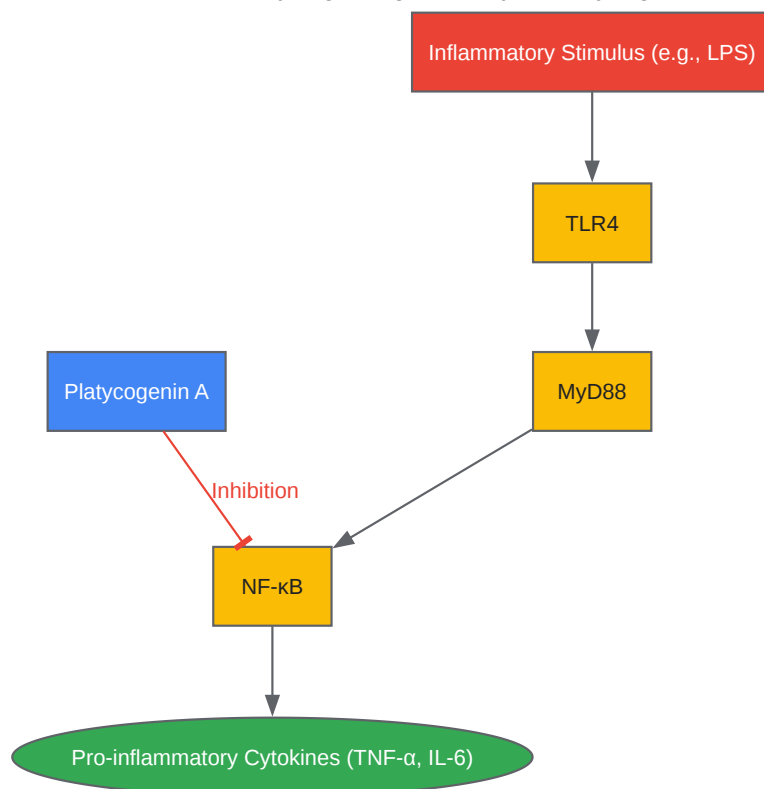 Inflammatory Stimulus (e.g., LPS)
TLR4
Platycogenin A
MyD88
Inhibition
NF-κB
Pro-inflammatory Cytokines (TNF-α, IL-6)